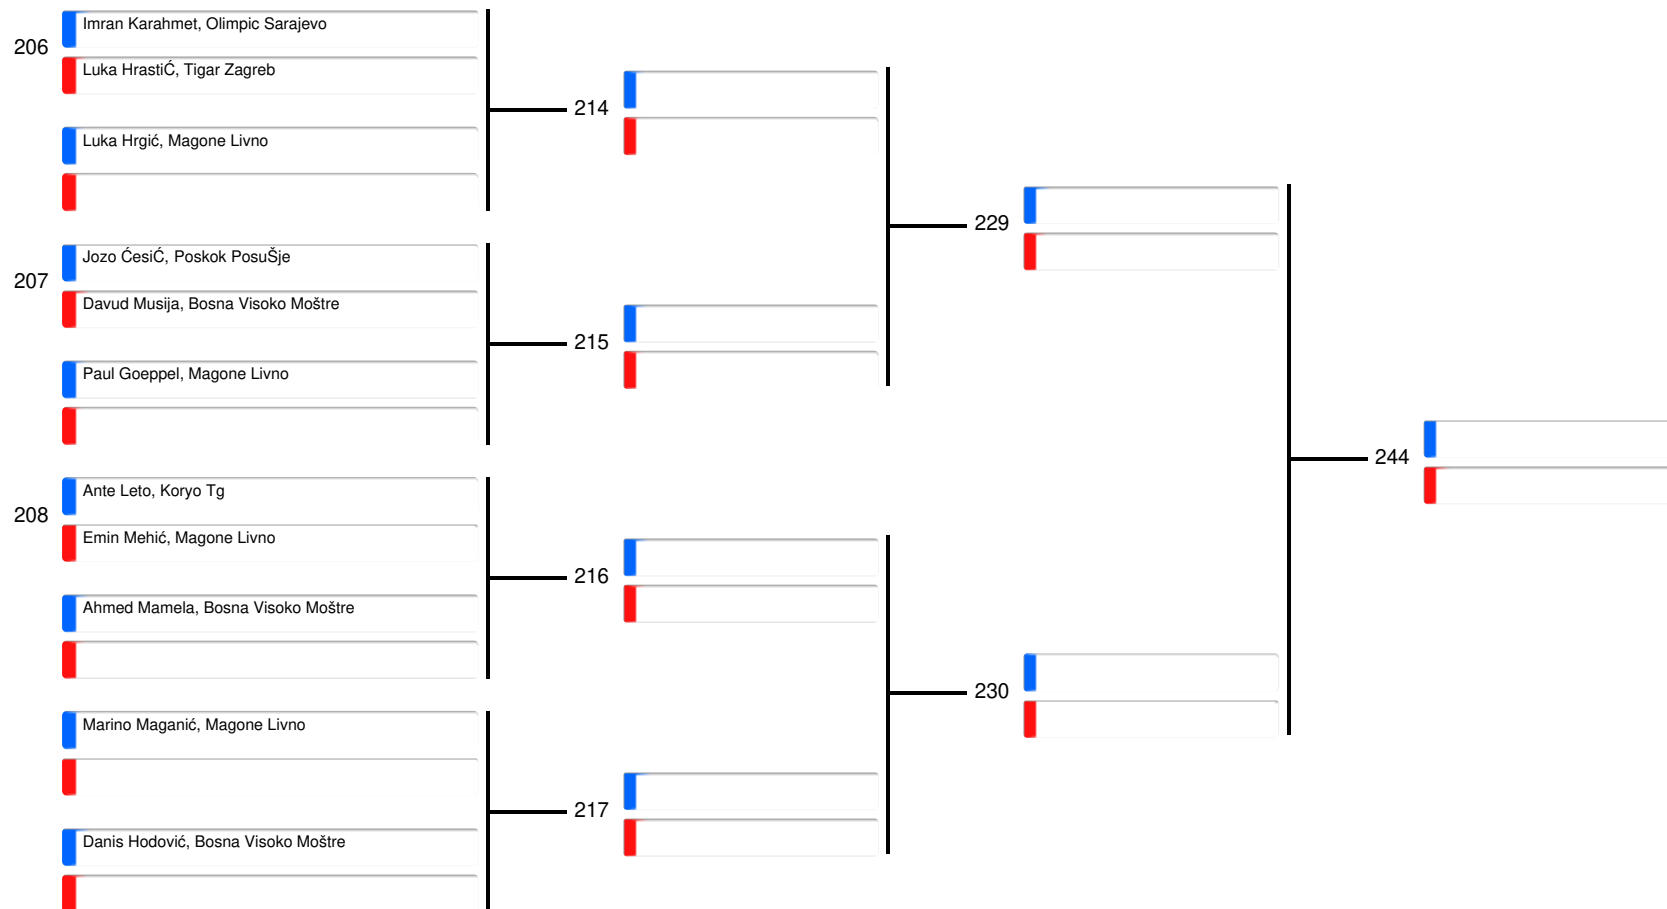 206
Imran Karahmet, Olimpic Sarajevo
Luka HrastiĆ, Tigar Zagreb
Luka Hrgić, Magone Livno
207
Jozo ĆesiĆ, Poskok PosuŠje
Davud Musija, Bosna Visoko Moštre
Paul Goeppel, Magone Livno
208
Ante Leto, Koryo Tg
Emin Mehić, Magone Livno
Ahmed Mamela, Bosna Visoko Moštre
Marino Maganić, Magone Livno
Danis Hodović, Bosna Visoko Moštre
214
215
216
217
229
230
244